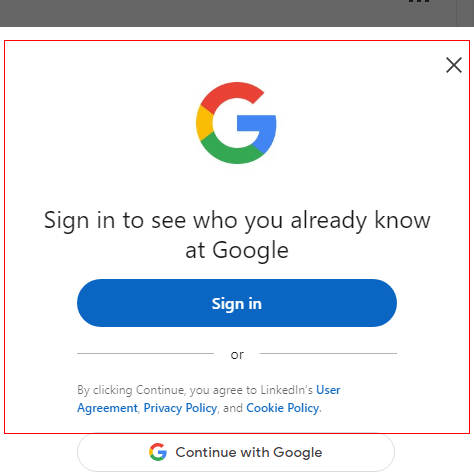 Sign in to see who you already know
at Google
Sign in
or
By clicking Continue, you agree to LinkedIn's User
Agreement, Privacy Policy, and Cookie Policy.
Continue with Google